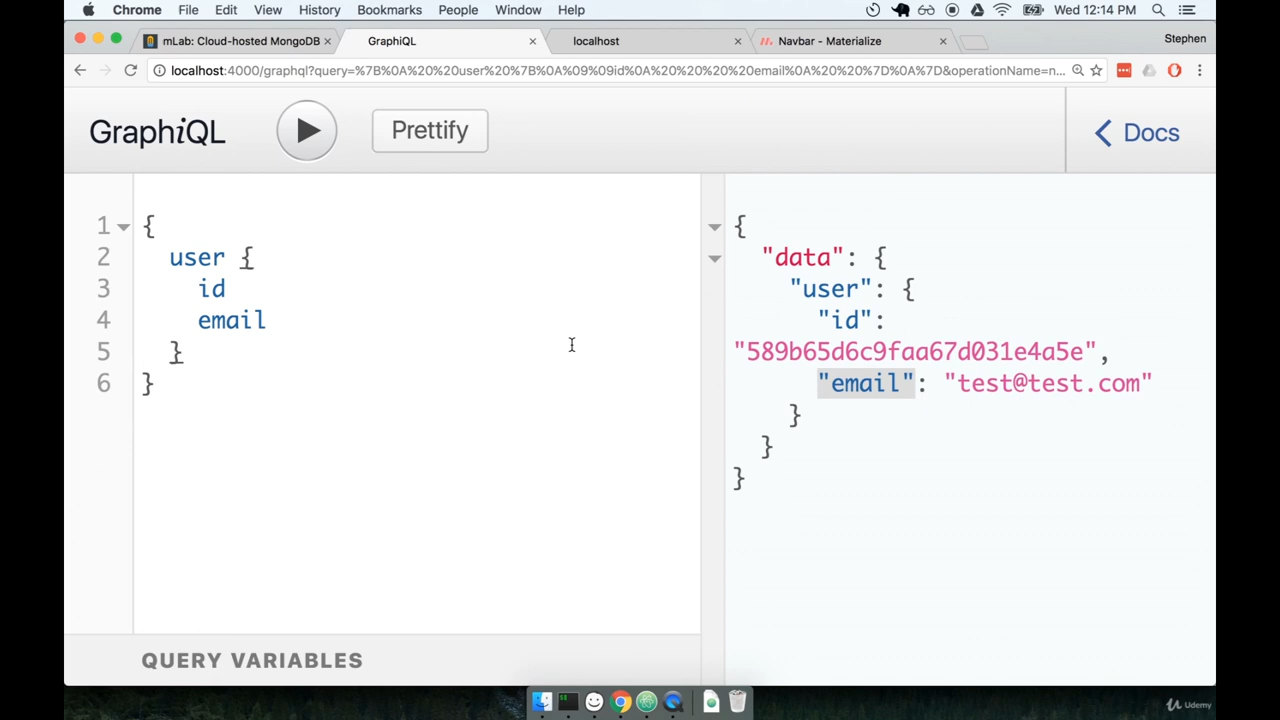 Chrome File Edit View History Bookmarks People Window Help Wed 12:14 PM
mLab: Cloud-hosted MongoDB GraphiQL localhost Navbar - Materialize Stephen
localhost:4000/graphql?query=%7B%0A%20%20user%20%7B%0A%09%09id%0A%20%20%20%20email%0A%20%20%7D%0A%7D&operationName=n...
GraphiQL Prettify Docs
1 {
2 user {
3 id
4 email
5 }
6 }
{
"data": {
"user": {
"id":
"589b65d6c9faa67d031e4a5e",
"email": "test@test.com"
}
}
}
QUERY VARIABLES
Udemy